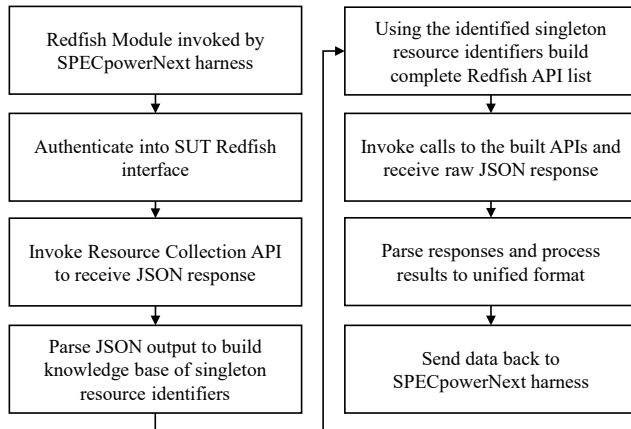 Redfish Module invoked by
SPECpowerNext harness
Authenticate into SUT Redfish
interface
Invoke Resource Collection API
to receive JSON response
Parse JSON output to build
knowledge base of singleton
resource identifiers
Using the identified singleton
resource identifiers build
complete Redfish API list
Invoke calls to the built APIs and
receive raw JSON response
Parse responses and process
results to unified format
Send data back to
SPECpowerNext harness